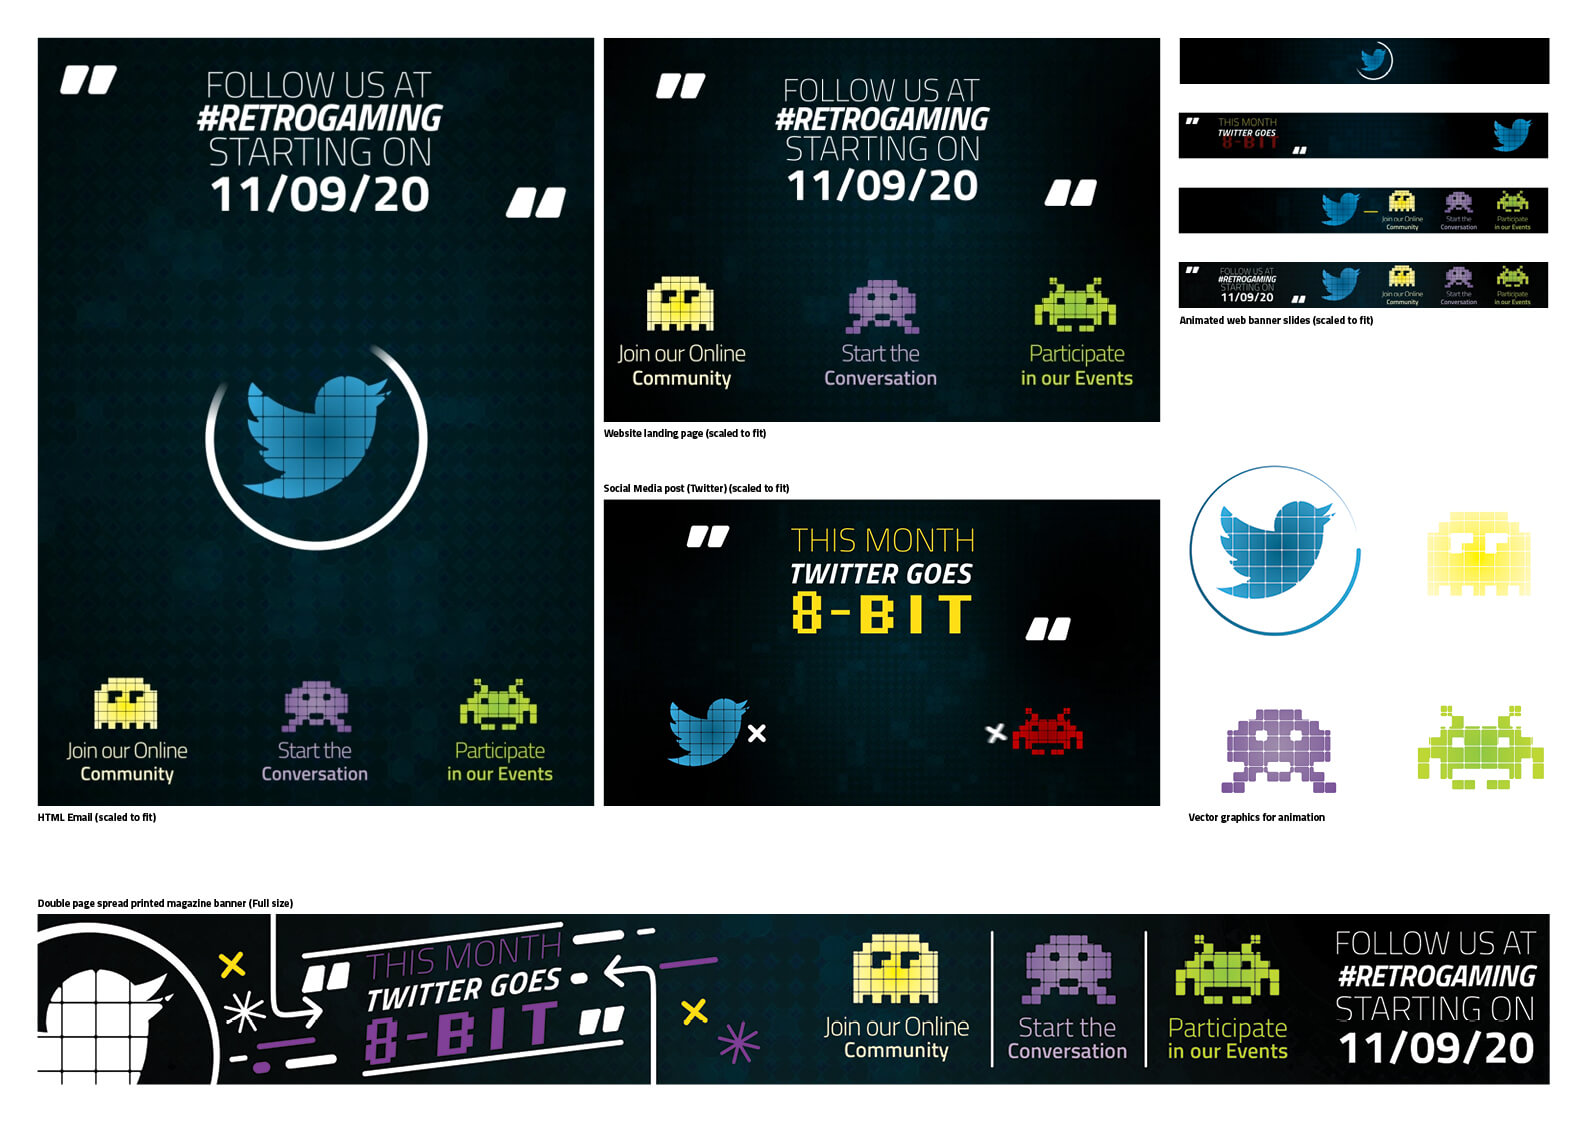 FOLLOW US AT
#RETROGAMING
STARTING ON
11/09/20
Join our Online
Community
Start the
Conversation
Participate
in our Events
HTML Email (scaled to fit)
FOLLOW US AT
#RETROGAMING
STARTING ON
11/09/20
Join our Online
Community
Start the
Conversation
Participate
in our Events
Website landing page (scaled to fit)
Social Media post (Twitter) (scaled to fit)
THIS MONTH
TWITTER GOES
8-BIT
THIS MONTH
TWITTER GOES
8-BIT
Join our Online
Community
Start the
Conversation
Participate
in our Events
FOLLOW US AT
#RETROGAMING
STARTING ON
11/09/20
Join our Online
Community
Start the
Conversation
Participate
in our Events
Animated web banner slides (scaled to fit)
Vector graphics for animation
Double page spread printed magazine banner (Full size)
THIS MONTH
TWITTER GOES
8-BIT
Join our Online
Community
Start the
Conversation
Participate
in our Events
FOLLOW US AT
#RETROGAMING
STARTING ON
11/09/20